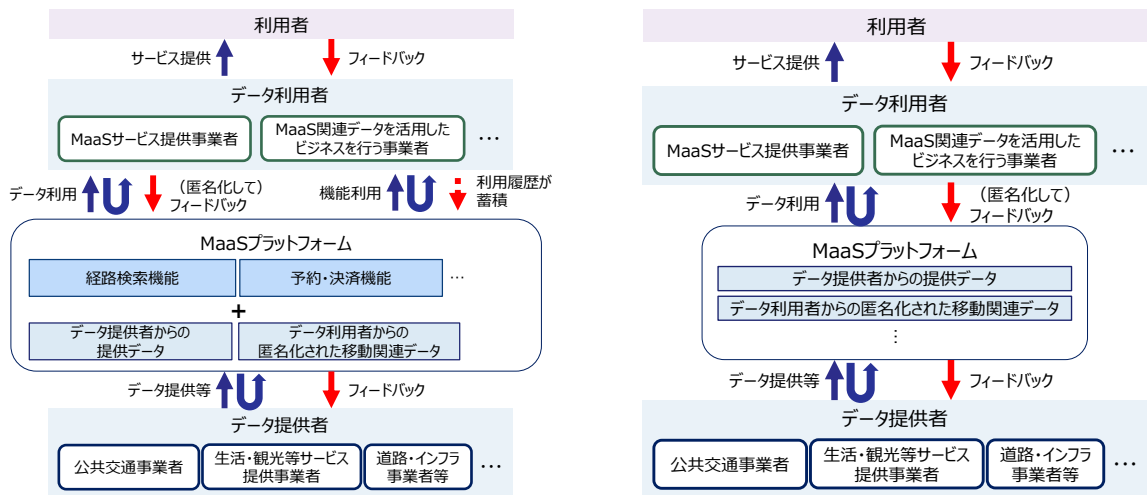 利用者
サービス提供
フィードバック
データ利用者
MaaSサービス提供事業者
MaaS関連データを活用した
ビジネスを行う事業者
…
データ利用
（匿名化して）
フィードバック
機能利用
利用履歴が
蓄積
MaaSプラットフォーム
経路検索機能
予約・決済機能
…
+
データ提供者からの
提供データ
データ利用者からの
匿名化された移動関連データ
データ提供等
フィードバック
データ提供者
公共交通事業者
生活・観光等サービス
提供事業者
道路・インフラ
事業者等
…
利用者
サービス提供
フィードバック
データ利用者
MaaSサービス提供事業者
MaaS関連データを活用した
ビジネスを行う事業者
…
データ利用
（匿名化して）
フィードバック
MaaSプラットフォーム
データ提供者からの提供データ
データ利用者からの匿名化された移動関連データ
⋮
データ提供等
フィードバック
データ提供者
公共交通事業者
生活・観光等サービス
提供事業者
道路・インフラ
事業者等
…